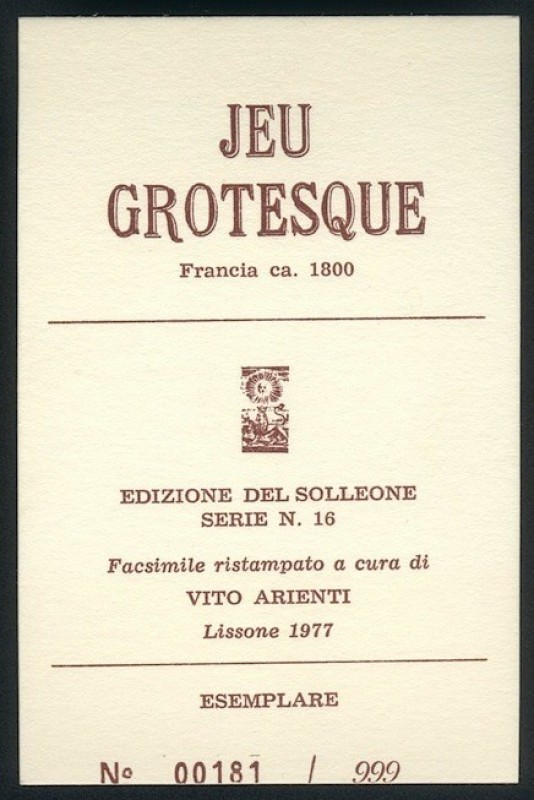 JEU
GROTESQUE
Francia ca. 1800
EDIZIONE DEL SOLLEONE
SERIE N. 16
Facsimile ristampato a cura di
VITO ARIENTI
Lissone 1977
ESEMPLARE
No 00181 / 999